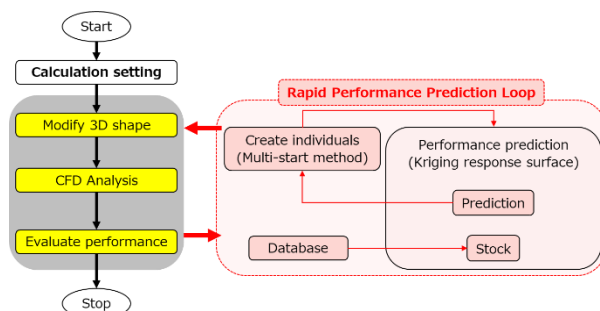 Start
Calculation setting
Modify 3D shape
CFD Analysis
Evaluate performance
Stop
Rapid Performance Prediction Loop
Create individuals
(Multi-start method)
Performance prediction
(Kriging response surface)
Prediction
Database
Stock